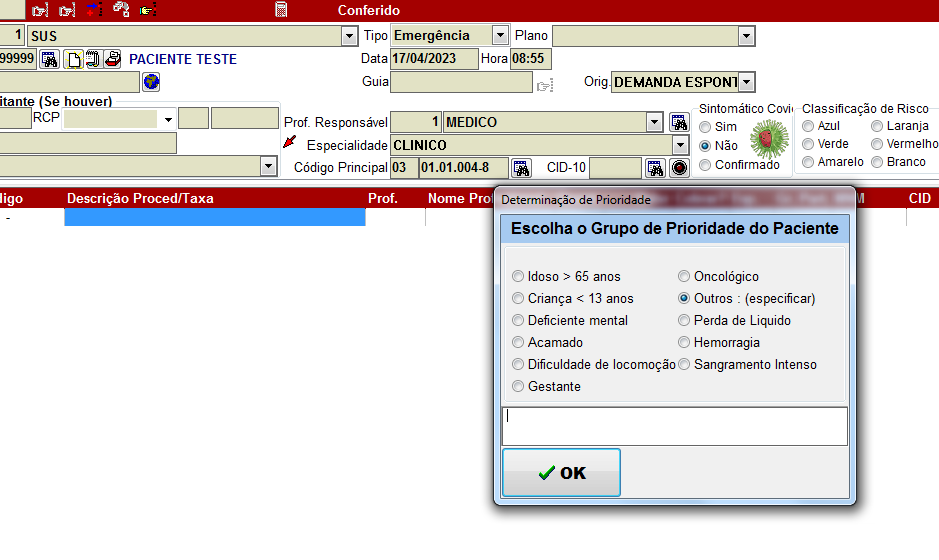 Conferido
1 SUS Tipo Emergência Plano
99999 PACIENTE TESTE Data 17/04/2023 Hora 08:55
Guia Orig. DEMANDA ESPONT
itante (Se houver)
RCP
Prof. Responsável 1 MEDICO
Especialidade CLINICO
Código Principal 03 01.01.004-8 CID-10
Sintomático Covi
Sim
Não
Confirmado
Classificação de Risco
Azul Laranja
Verde Vermelho
Amarelo Branco
ligo Descrição Proced/Taxa Prof. Nome Prof CID
-
Determinação de Prioridade
Escolha o Grupo de Prioridade do Paciente
Idoso > 65 anos Oncológico
Criança < 13 anos Outros : (especificar)
Deficiente mental Perda de Liquido
Acamado Hemorragia
Dificuldade de locomoção Sangramento Intenso
Gestante
OK